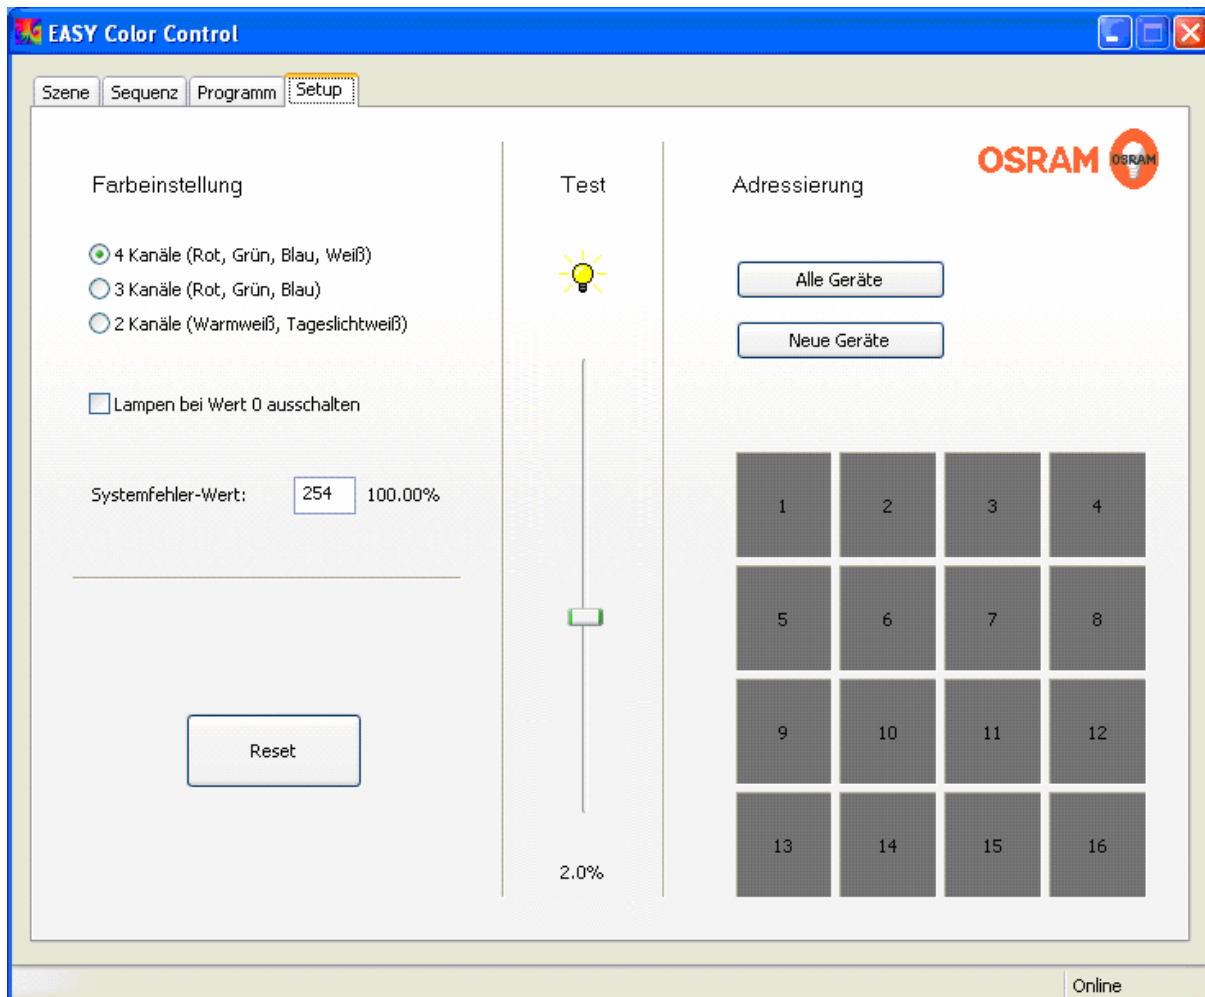 EASY Color Control
Szene Sequenz Programm Setup
OSRAM OSRAM
Farbeinstellung
4 Kanäle (Rot, Grün, Blau, Weiß)
3 Kanäle (Rot, Grün, Blau)
2 Kanäle (Warmweiß, Tageslichtweiß)
Lampen bei Wert 0 ausschalten
Systemfehler-Wert: 254 100.00%
Reset
Test
2.0%
Adressierung
Alle Geräte
Neue Geräte
1 2 3 4
5 6 7 8
9 10 11 12
13 14 15 16
Online